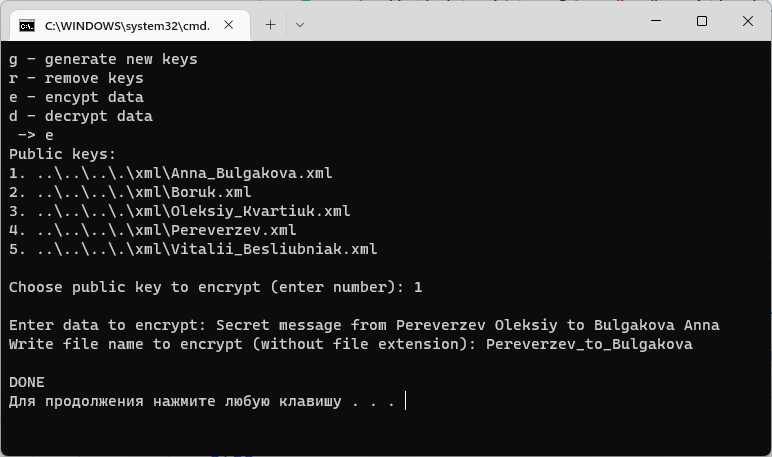 C:\WINDOWS\system32\cmd.
g - generate new keys
r - remove keys
e - encypt data
d - decrypt data
-> e
Public keys:
1. ..\..\..\.\xml\Anna_Bulgakova.xml
2. ..\..\..\.\xml\Boruk.xml
3. ..\..\..\.\xml\Oleksiy_Kvartiuk.xml
4. ..\..\..\.\xml\Pereverzev.xml
5. ..\..\..\.\xml\Vitalii_Besliubniak.xml
Choose public key to encrypt (enter number): 1
Enter data to encrypt: Secret message from Pereverzev Oleksiy to Bulgakova Anna
Write file name to encrypt (without file extension): Pereverzev_to_Bulgakova
DONE
Для продолжения нажмите любую клавишу . . .